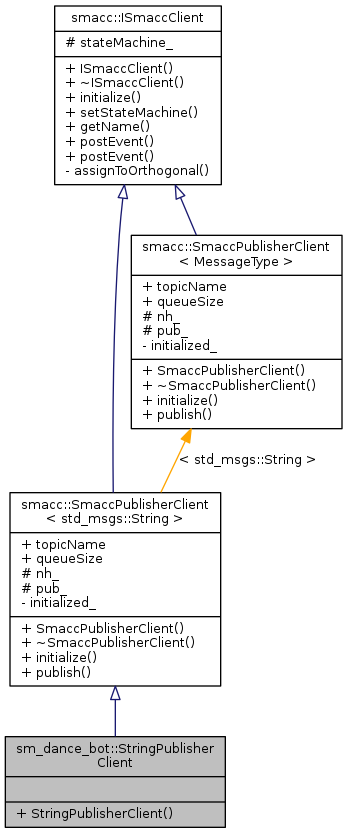 smacc::ISmaccClient
# stateMachine_
+ ISmaccClient()
+ ~ISmaccClient()
+ initialize()
+ setStateMachine()
+ getName()
+ postEvent()
+ postEvent()
- assignToOrthogonal()
smacc::SmaccPublisherClient
< MessageType >
+ topicName
+ queueSize
# nh_
# pub_
- initialized_
+ SmaccPublisherClient()
+ ~SmaccPublisherClient()
+ initialize()
+ publish()
< std_msgs::String >
smacc::SmaccPublisherClient
< std_msgs::String >
+ topicName
+ queueSize
# nh_
# pub_
- initialized_
+ SmaccPublisherClient()
+ ~SmaccPublisherClient()
+ initialize()
+ publish()
sm_dance_bot::StringPublisher
Client
+ StringPublisherClient()